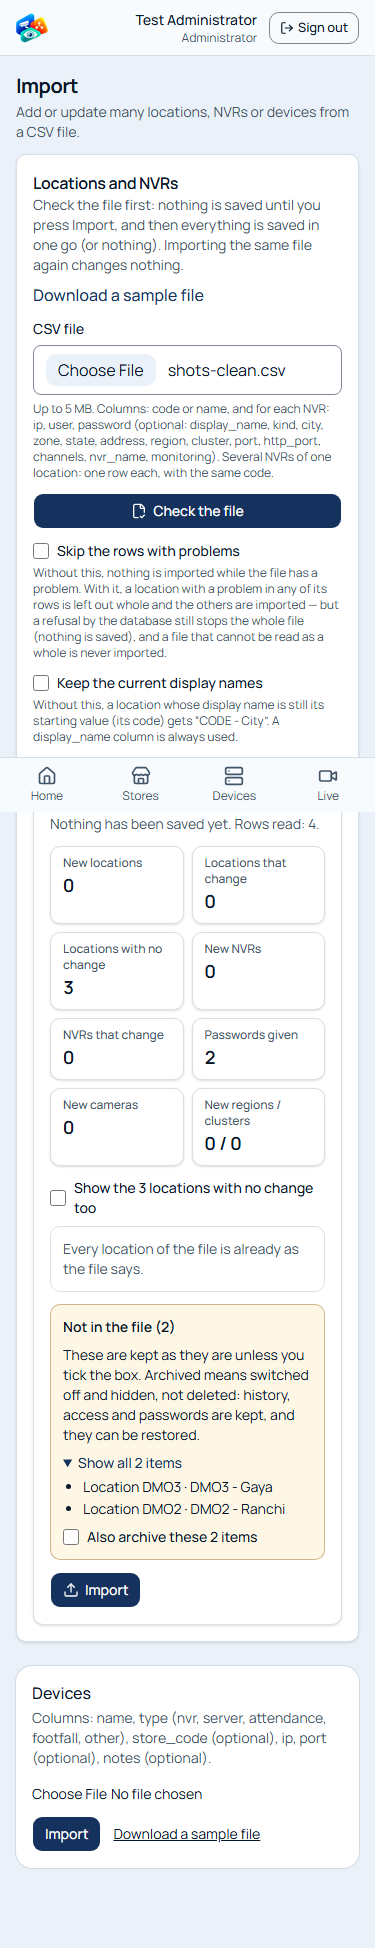 Test Administrator
Administrator
Sign out
Import
Add or update many locations, NVRs or devices from
a CSV file.
Locations and NVRs
Check the file first: nothing is saved until you
press Import, and then everything is saved in
one go (or nothing). Importing the same file
again changes nothing.
Download a sample file
CSV file
Choose File shots-clean.csv
Up to 5 MB. Columns: code or name, and for each NVR:
ip, user, password (optional: display_name, kind, city,
zone, state, address, region, cluster, port, http_port,
channels, nvr_name, monitoring). Several NVRs of one
location: one row each, with the same code.
Check the file
Skip the rows with problems
Without this, nothing is imported while the file has a
problem. With it, a location with a problem in any of its
rows is left out whole and the others are imported — but
a refusal by the database still stops the whole file
(nothing is saved), and a file that cannot be read as a
whole is never imported.
Keep the current display names
Without this, a location whose display name is still its
starting value (its code) gets "CODE - City". A
display_name column is always used.
Home
Stores
Devices
Live
Nothing has been saved yet. Rows read: 4.
New locations
0
Locations that
change
0
Locations with no
change
3
New NVRs
0
NVRs that change
0
Passwords given
2
New cameras
0
New regions /
clusters
0 / 0
Show the 3 locations with no change
too
Every location of the file is already as
the file says.
Not in the file (2)
These are kept as they are unless you
tick the box. Archived means switched
off and hidden, not deleted: history,
access and passwords are kept, and
they can be restored.
▼ Show all 2 items
• Location DMO3 · DMO3 - Gaya
• Location DMO2 · DMO2 - Ranchi
Also archive these 2 items
Import
Devices
Columns: name, type (nvr, server, attendance,
footfall, other), store_code (optional), ip, port
(optional), notes (optional).
Choose File No file chosen
Import
Download a sample file